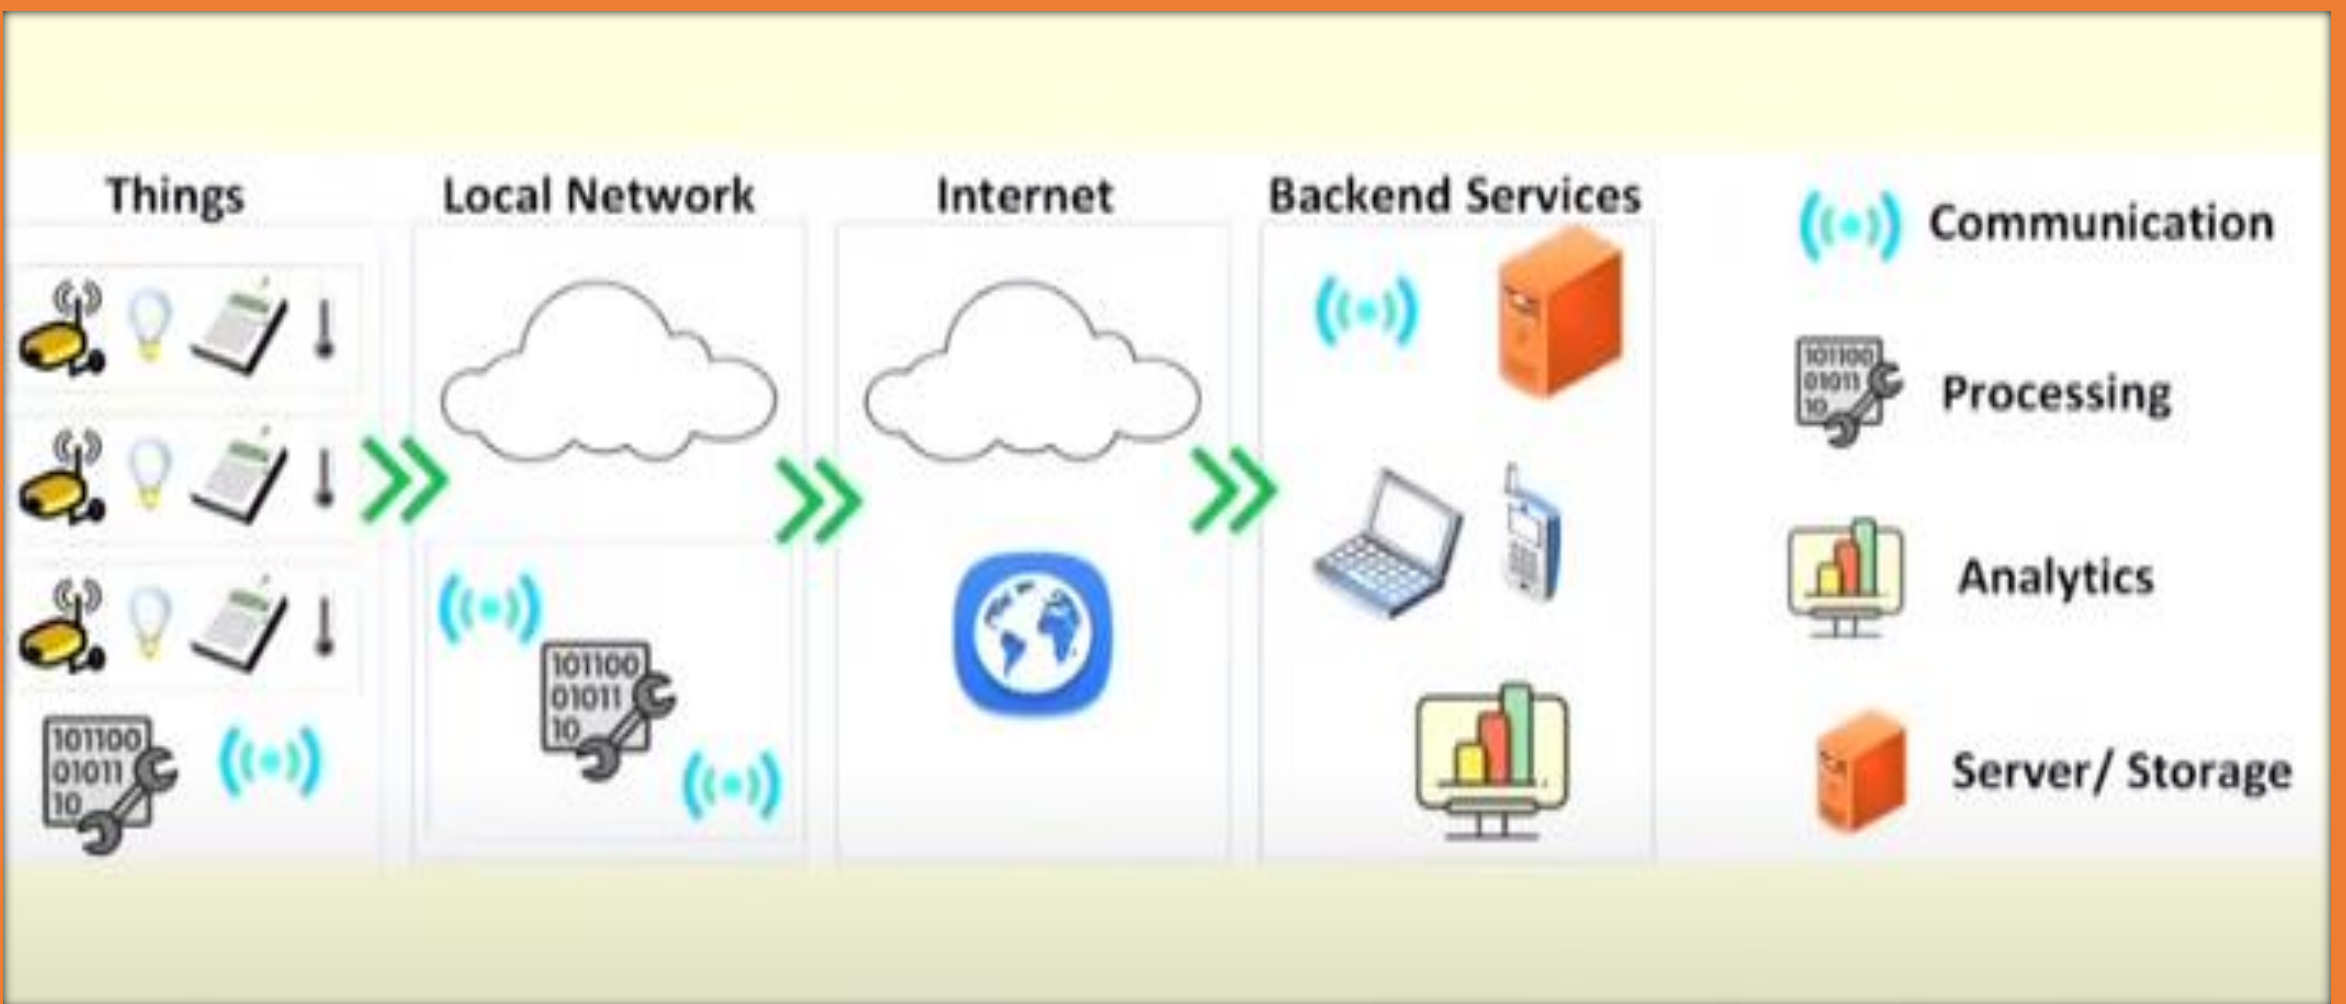 Things
Local Network
Internet
Backend Services
Communication
101100
01011
10
Processing
Analytics
101100
01011
10
101100
01011
10
Server/ Storage